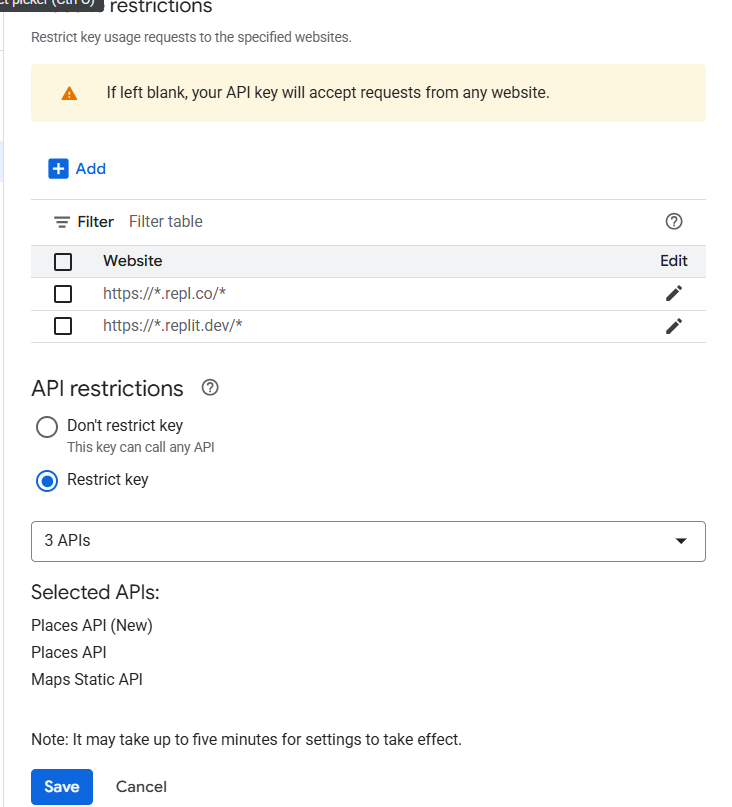 restrictions
Restrict key usage requests to the specified websites.
If left blank, your API key will accept requests from any website.
Add
Filter Filter table
Website Edit
https://*.repl.co/*
https://*.replit.dev/*
API restrictions
Don't restrict key
This key can call any API
Restrict key
3 APIs
Selected APIs:
Places API (New)
Places API
Maps Static API
Note: It may take up to five minutes for settings to take effect.
Save Cancel